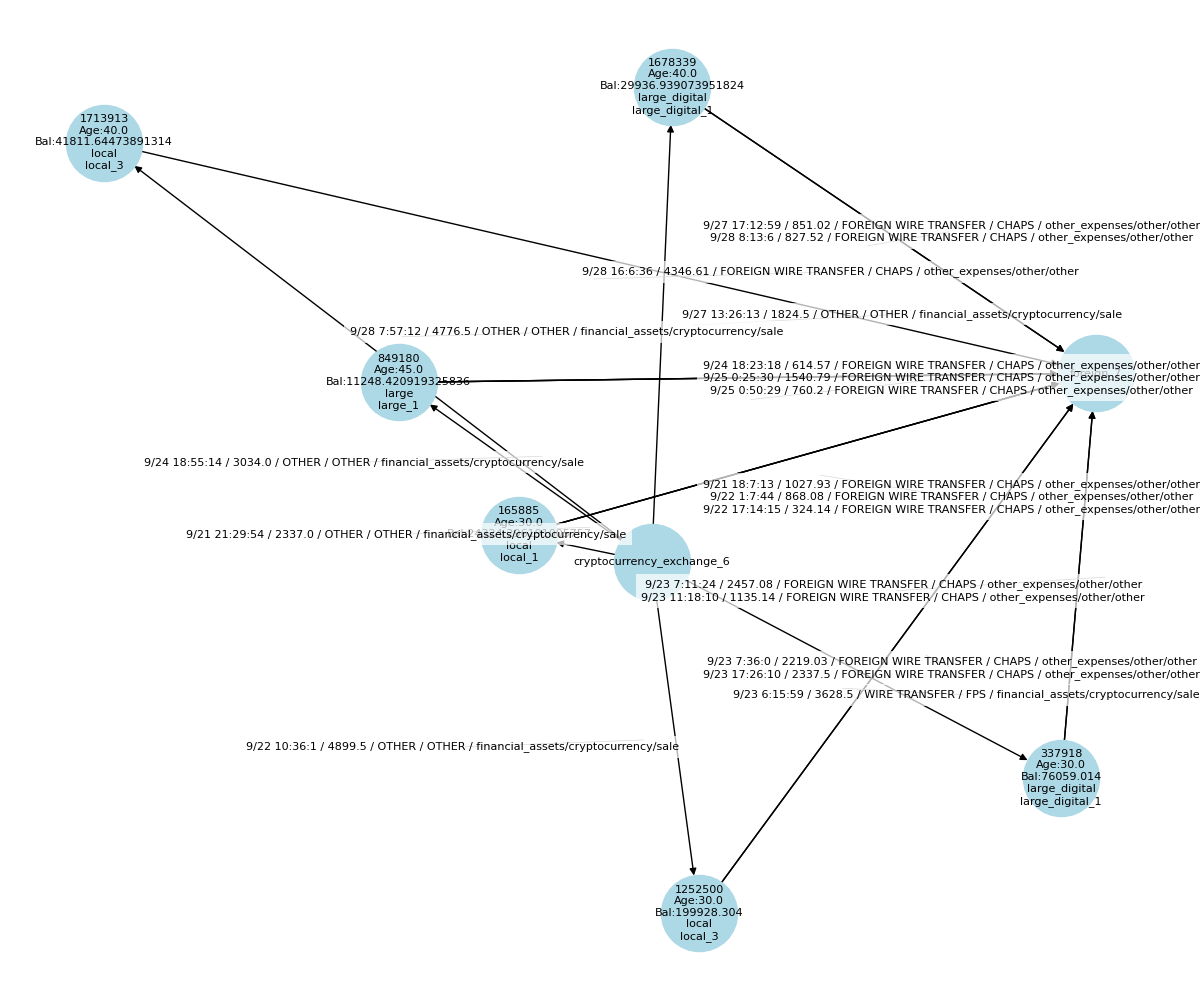 1678339
Age:40.0
Bal:29936.939073951824
large_digital
large_digital_1
1713913
Age:40.0
Bal:41811.64473891314
local
local_3
9/27 17:12:59 / 851.02 / FOREIGN WIRE TRANSFER / CHAPS / other_expenses/other/other
9/28 8:13:6 / 827.52 / FOREIGN WIRE TRANSFER / CHAPS / other_expenses/other/other
9/28 16:6:36 / 4346.61 / FOREIGN WIRE TRANSFER / CHAPS / other_expenses/other/other
9/27 13:26:13 / 1824.5 / OTHER / OTHER / financial_assets/cryptocurrency/sale
9/28 7:57:12 / 4776.5 / OTHER / OTHER / financial_assets/cryptocurrency/sale
849180
Age:45.0
Bal:11248.420919325836
large
large_1
9/24 18:23:18 / 614.57 / FOREIGN WIRE TRANSFER / CHAPS / other_expenses/other/other
9/25 0:25:30 / 1540.79 / FOREIGN WIRE TRANSFER / CHAPS / other_expenses/other/other
9/25 0:50:29 / 760.2 / FOREIGN WIRE TRANSFER / CHAPS / other_expenses/other/other
9/24 18:55:14 / 3034.0 / OTHER / OTHER / financial_assets/cryptocurrency/sale
9/21 18:7:13 / 1027.93 / FOREIGN WIRE TRANSFER / CHAPS / other_expenses/other/other
9/22 1:7:44 / 868.08 / FOREIGN WIRE TRANSFER / CHAPS / other_expenses/other/other
9/22 17:14:15 / 324.14 / FOREIGN WIRE TRANSFER / CHAPS / other_expenses/other/other
165885
Age:30.0
9/21 21:29:54 / 2337.0 / OTHER / OTHER / financial_assets/cryptocurrency/sale
local
local_1
cryptocurrency_exchange_6
9/23 7:11:24 / 2457.08 / FOREIGN WIRE TRANSFER / CHAPS / other_expenses/other/other
9/23 11:18:10 / 1135.14 / FOREIGN WIRE TRANSFER / CHAPS / other_expenses/other/other
9/23 7:36:0 / 2219.03 / FOREIGN WIRE TRANSFER / CHAPS / other_expenses/other/other
9/23 17:26:10 / 2337.5 / FOREIGN WIRE TRANSFER / CHAPS / other_expenses/other/other
9/23 6:15:59 / 3628.5 / WIRE TRANSFER / FPS / financial_assets/cryptocurrency/sale
9/22 10:36:1 / 4899.5 / OTHER / OTHER / financial_assets/cryptocurrency/sale
337918
Age:30.0
Bal:76059.014
large_digital
large_digital_1
1252500
Age:30.0
Bal:199928.304
local
local_3